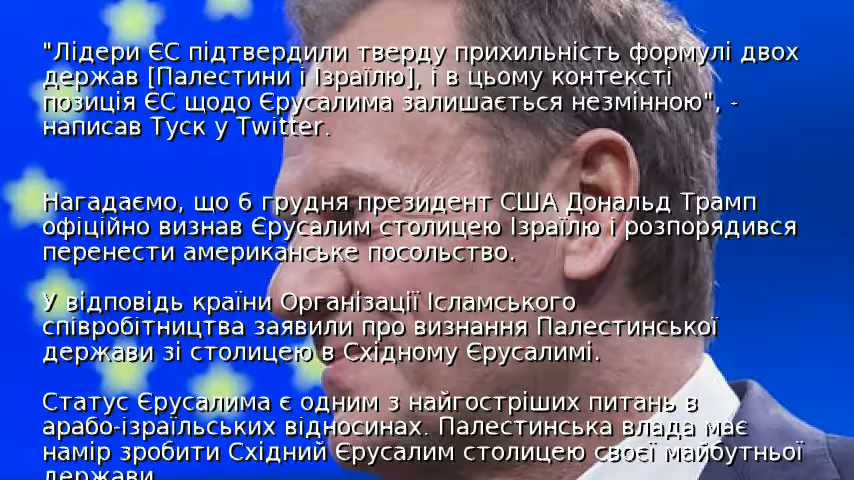 "Лідери ЄС підтвердили тверду прихильність формулі двох
держав [Палестини і Ізраїлю], і в цьому контексті
позиція ЄС щодо Єрусалима залишається незмінною", -
написав Туск у Twitter.
Нагадаємо, що 6 грудня президент США Дональд Трамп
офіційно визнав Єрусалим столицею Ізраїлю і розпорядився
перенести американське посольство.
У відповідь країни Організації Ісламського
співробітництва заявили про визнання Палестинської
держави зі столицею в Східному Єрусалимі.
Статус Єрусалима є одним з найгостріших питань в
арабо-ізраїльських відносинах. Палестинська влада має
намір зробити Східний Єрусалим столицею своєї майбутньої
держави